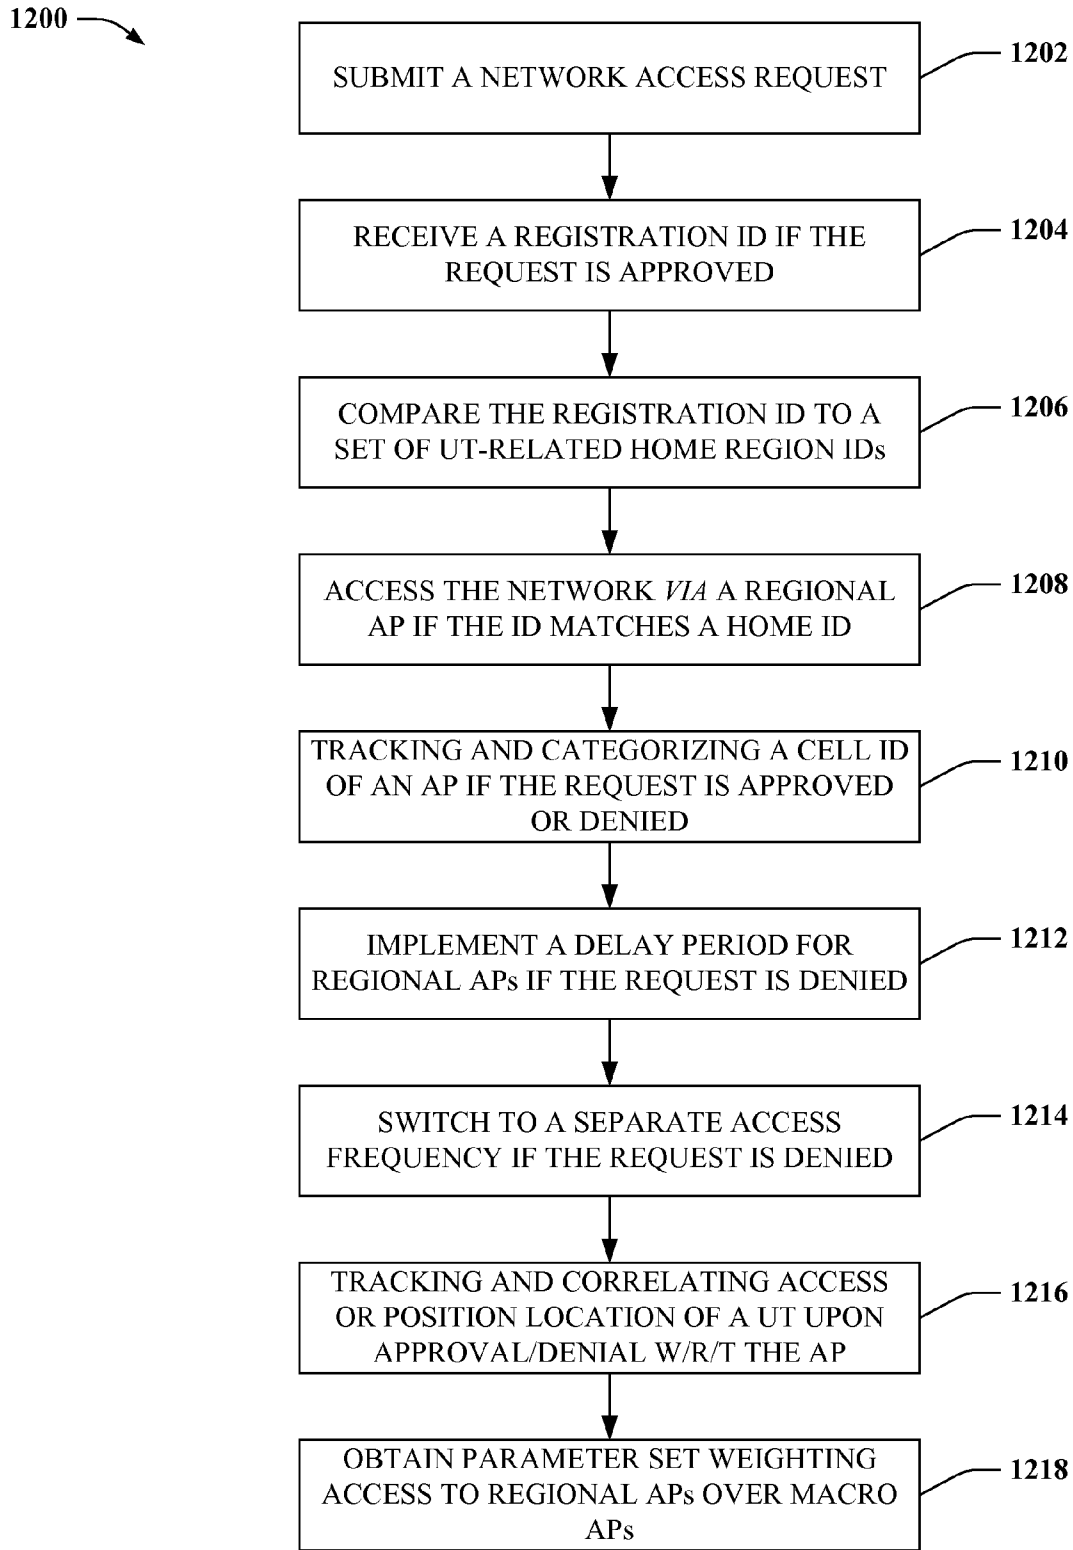 1200
SUBMIT A NETWORK ACCESS REQUEST
1202
RECEIVE A REGISTRATION ID IF THE
REQUEST IS APPROVED
1204
COMPARE THE REGISTRATION ID TO A
SET OF UT-RELATED HOME REGION IDs
1206
ACCESS THE NETWORK VIA A REGIONAL
AP IF THE ID MATCHES A HOME ID
1208
TRACKING AND CATEGORIZING A CELL ID
OF AN AP IF THE REQUEST IS APPROVED
OR DENIED
1210
IMPLEMENT A DELAY PERIOD FOR
REGIONAL APs IF THE REQUEST IS DENIED
1212
SWITCH TO A SEPARATE ACCESS
FREQUENCY IF THE REQUEST IS DENIED
1214
TRACKING AND CORRELATING ACCESS
OR POSITION LOCATION OF A UT UPON
APPROVAL/DENIAL W/R/T THE AP
1216
OBTAIN PARAMETER SET WEIGHTING
ACCESS TO REGIONAL APs OVER MACRO
APs
1218